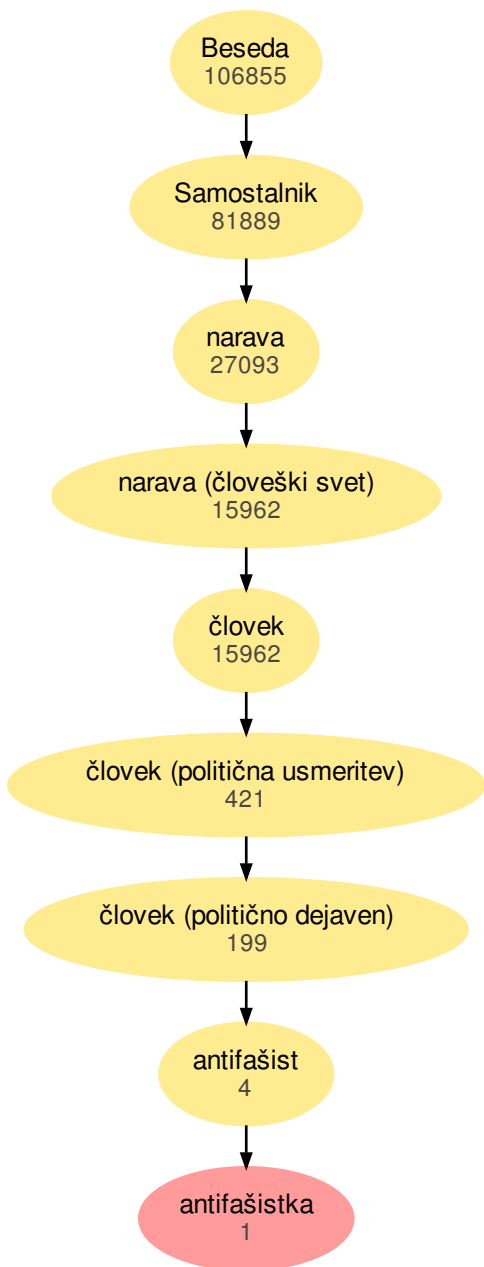 Beseda
106855
Samostalnik
81889
narava
27093
narava (človeški svet)
15962
človek
15962
človek (politična usmeritev)
421
človek (politično dejaven)
199
antifašist
4
antifašistka
1